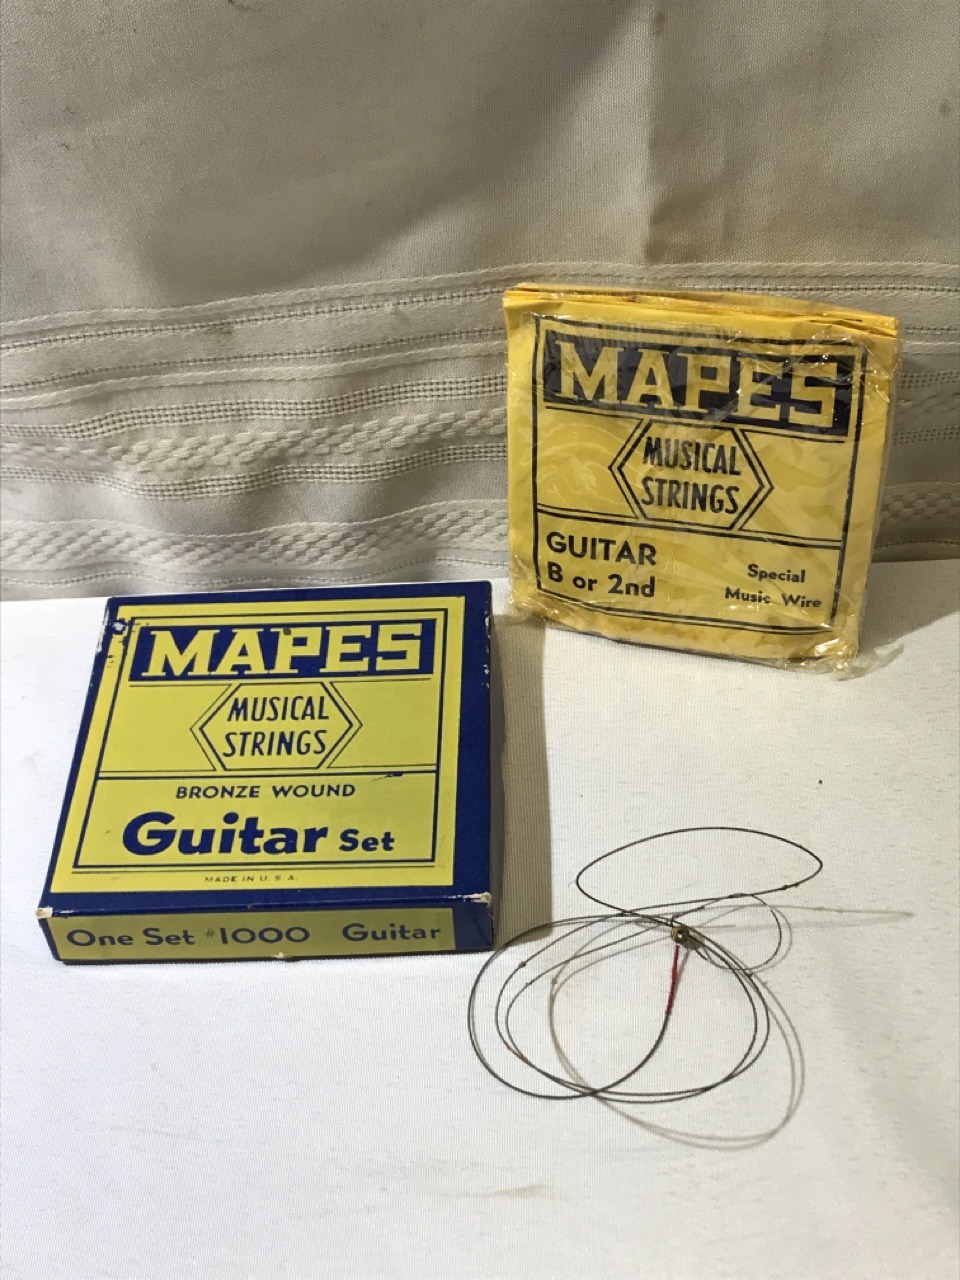 MAPES
MUSICAL
STRINGS
GUITAR
B or 2nd
Special
Music Wire
MAPES
MUSICAL
STRINGS
BRONZE WOUND
Guitar Set
MADE IN U. S. A.
One Set #1000 Guitar